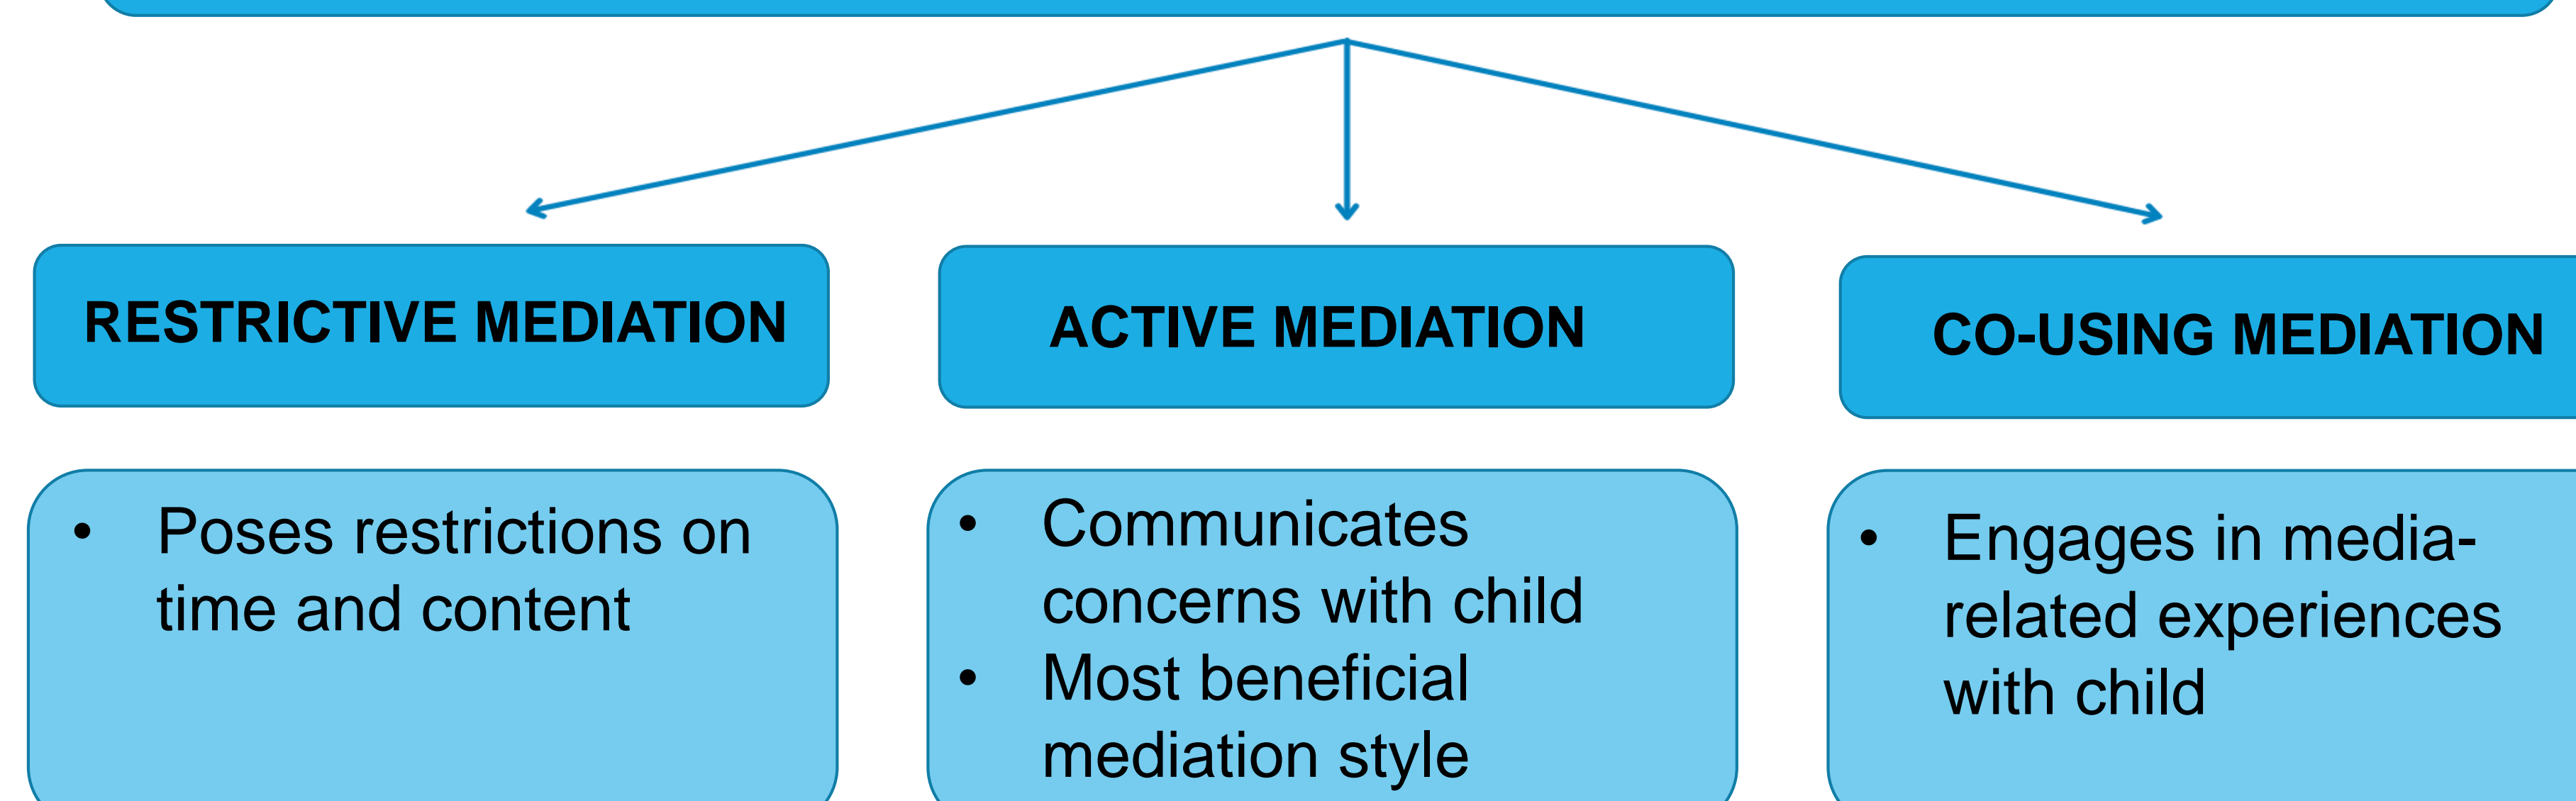 RESTRICTIVE MEDIATION
ACTIVE MEDIATION
CO-USING MEDIATION
• Poses restrictions on
time and content
• Communicates
concerns with child
• Most beneficial
mediation style
• Engages in media-
related experiences
with child